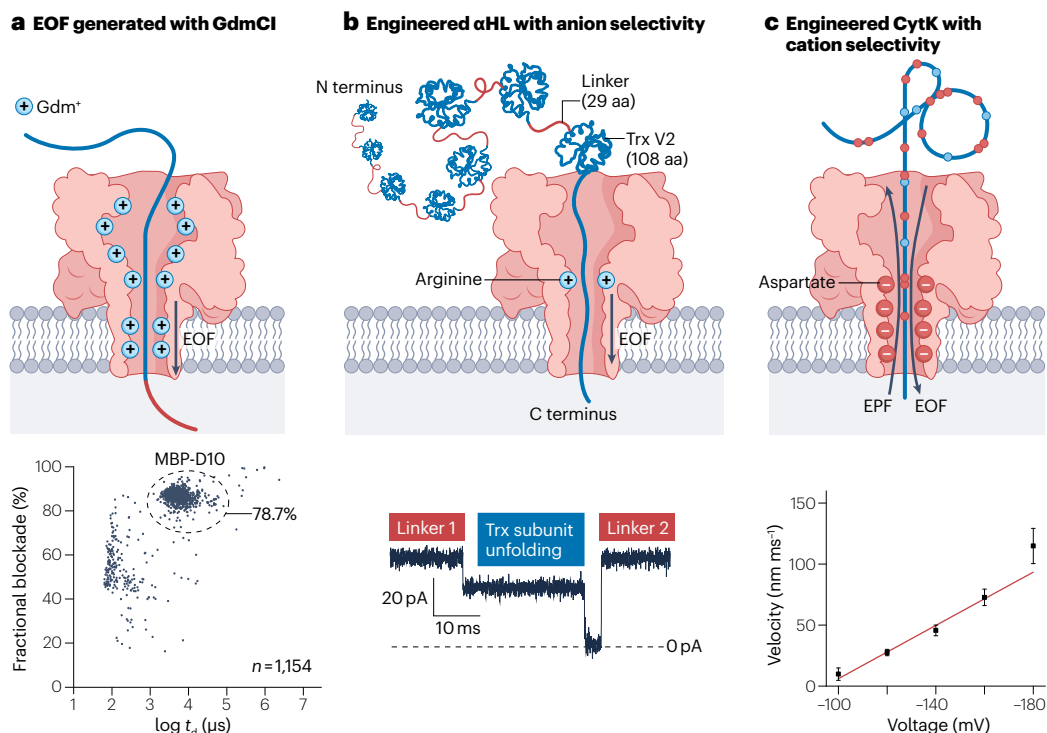 a EOF generated with GdmCl
Gdm⁺
+
+
+
+
+
+
+
+
+
+
+
+
+
EOF
MBP-D10
78.7%
Fractional blockade (%)
100
80
60
40
20
0
n = 1,154
1 2 3 4 5 6 7
log t_d (µs)
b Engineered αHL with anion selectivity
N terminus
Linker
(29 aa)
Trx V2
(108 aa)
Arginine
+
+
EOF
C terminus
Linker 1
Trx subunit
unfolding
Linker 2
20 pA
10 ms
0 pA
c Engineered CytK with
cation selectivity
Aspartate
−
−
−
−
−
−
−
−
EPF
EOF
Velocity (nm ms⁻¹)
150
100
50
0
−100 −140 −180
Voltage (mV)